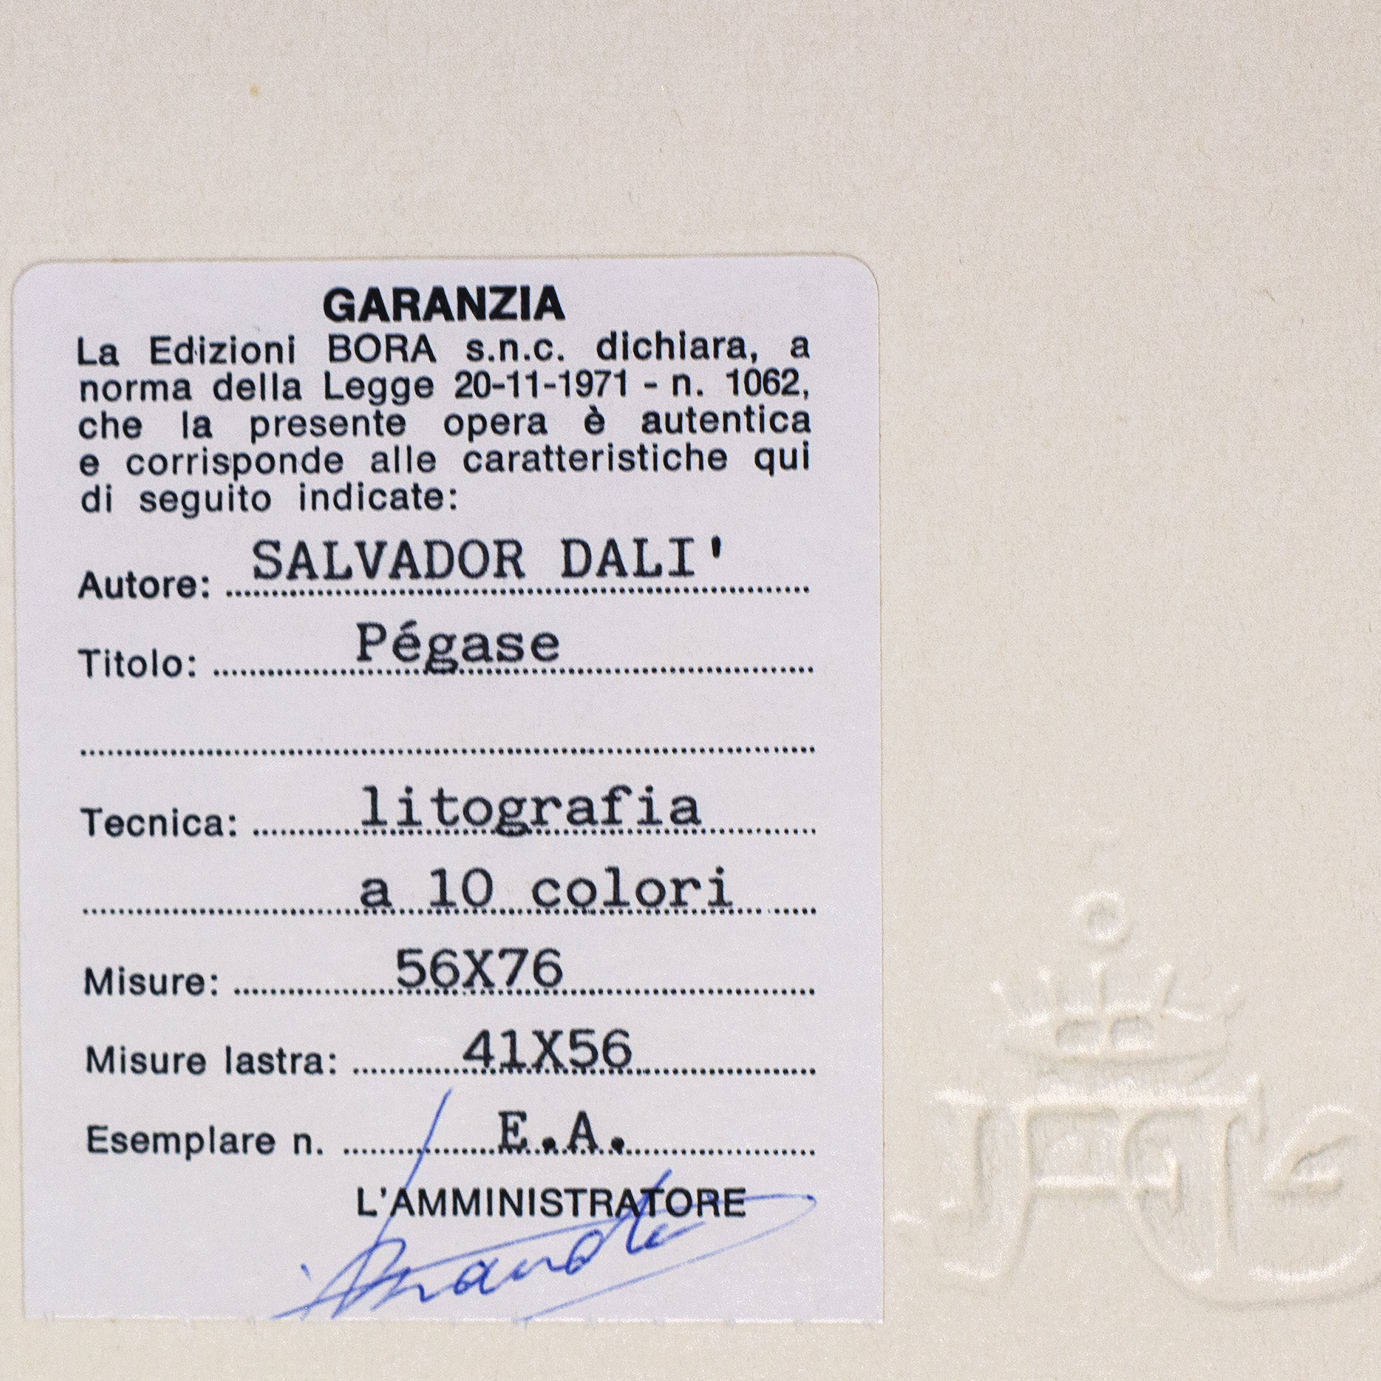 GARANZIA
La Edizioni BORA s.n.c. dichiara, a
norma della Legge 20-11-1971 - n. 1062,
che la presente opera è autentica
e corrisponde alle caratteristiche qui
di seguito indicate:
Autore: SALVADOR DALI'
Titolo: Pégase
Tecnica: litografia
a 10 colori
Misure: 56X76
Misure lastra: 41X56
Esemplare n. E.A.
L'AMMINISTRATORE